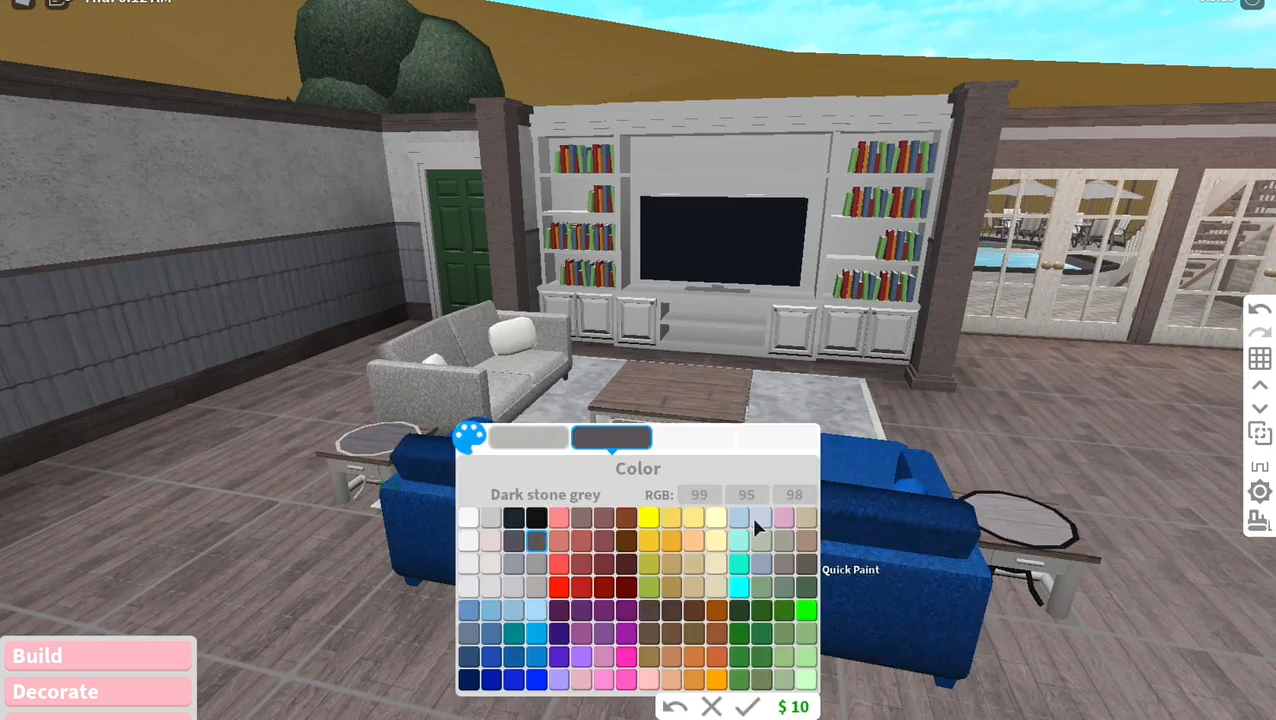 Color
Dark stone grey RGB: 99 95 98
Quick Paint
Build
Decorate
$ 10